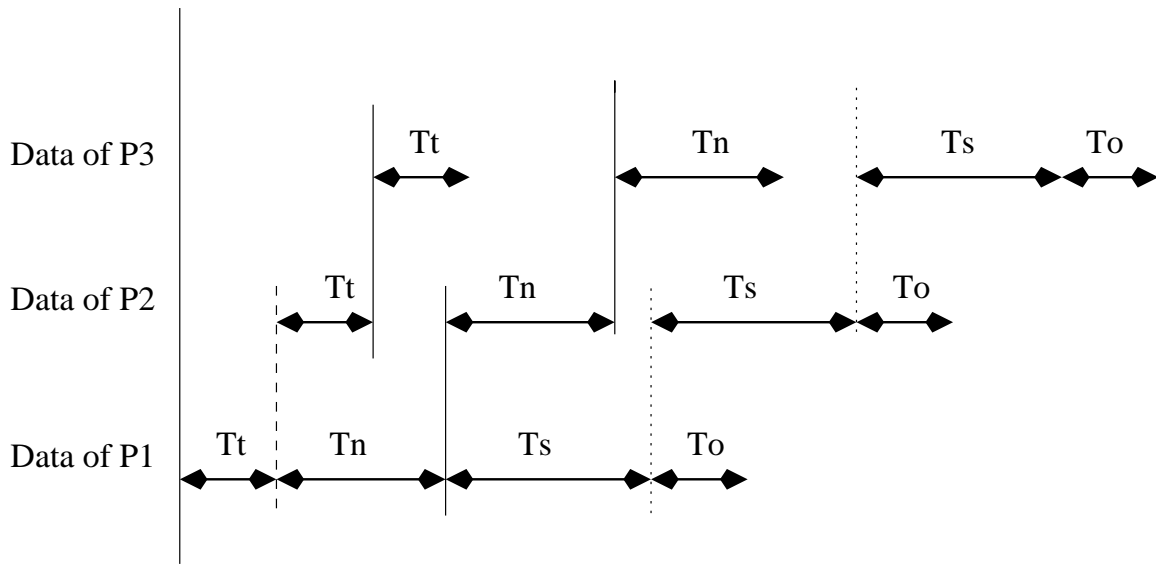 Data of P3 Tt Tn Ts To
Data of P2 Tt Tn Ts To
Data of P1 Tt Tn Ts To